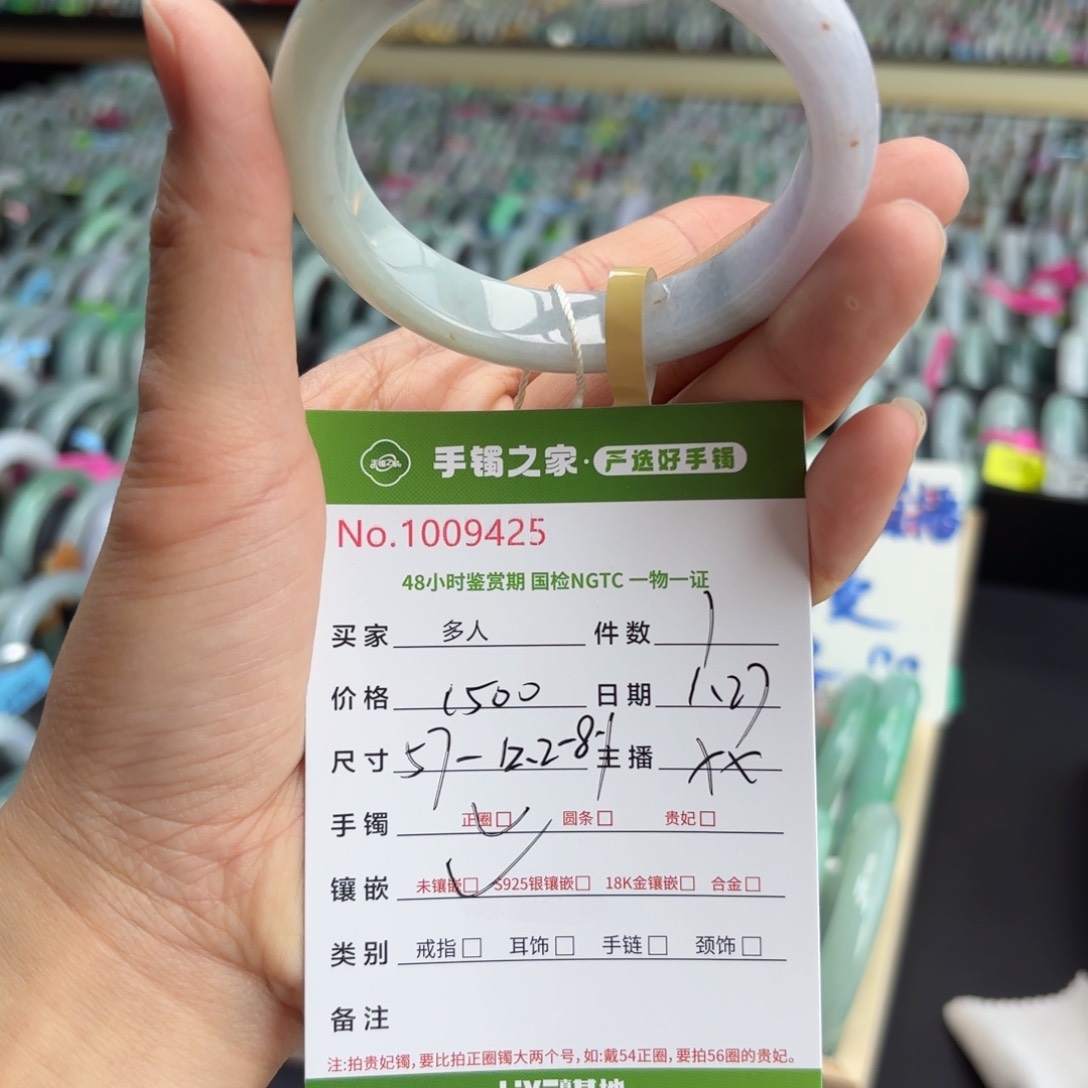 手镯之家·严选好手镯
No.1009425
48小时鉴赏期 国检NGTC 一物一证
买家 多人 件数 1
价格 1500 日期 1.27
尺寸 57-12.2-8.1 主播 XX
手镯 正圈□ 圆条□ 贵妃□
镶嵌 未镶嵌□ S925银镶嵌□ 18K金镶嵌□ 合金□
类别 戒指□ 耳饰□ 手链□ 颈饰□
备注
注:拍贵妃镯,要比拍正圈镯大两个号,如:戴54正圈,要拍56圈的贵妃。